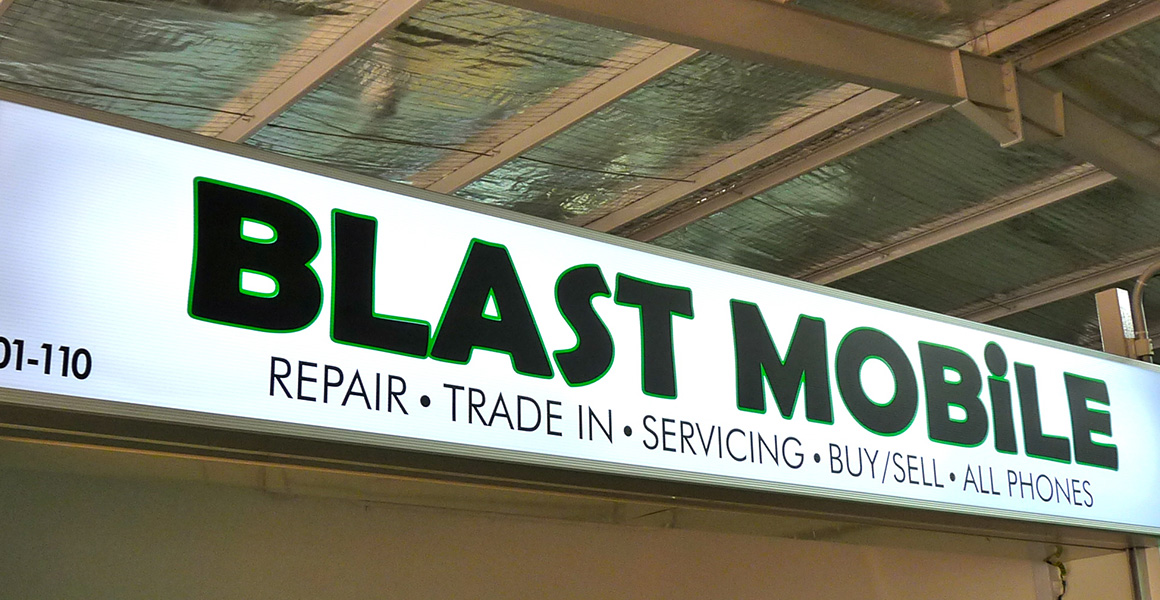 BLAST MOBiLE
REPAIR • TRADE IN • SERVICING • BUY/SELL • ALL PHONES
01-110